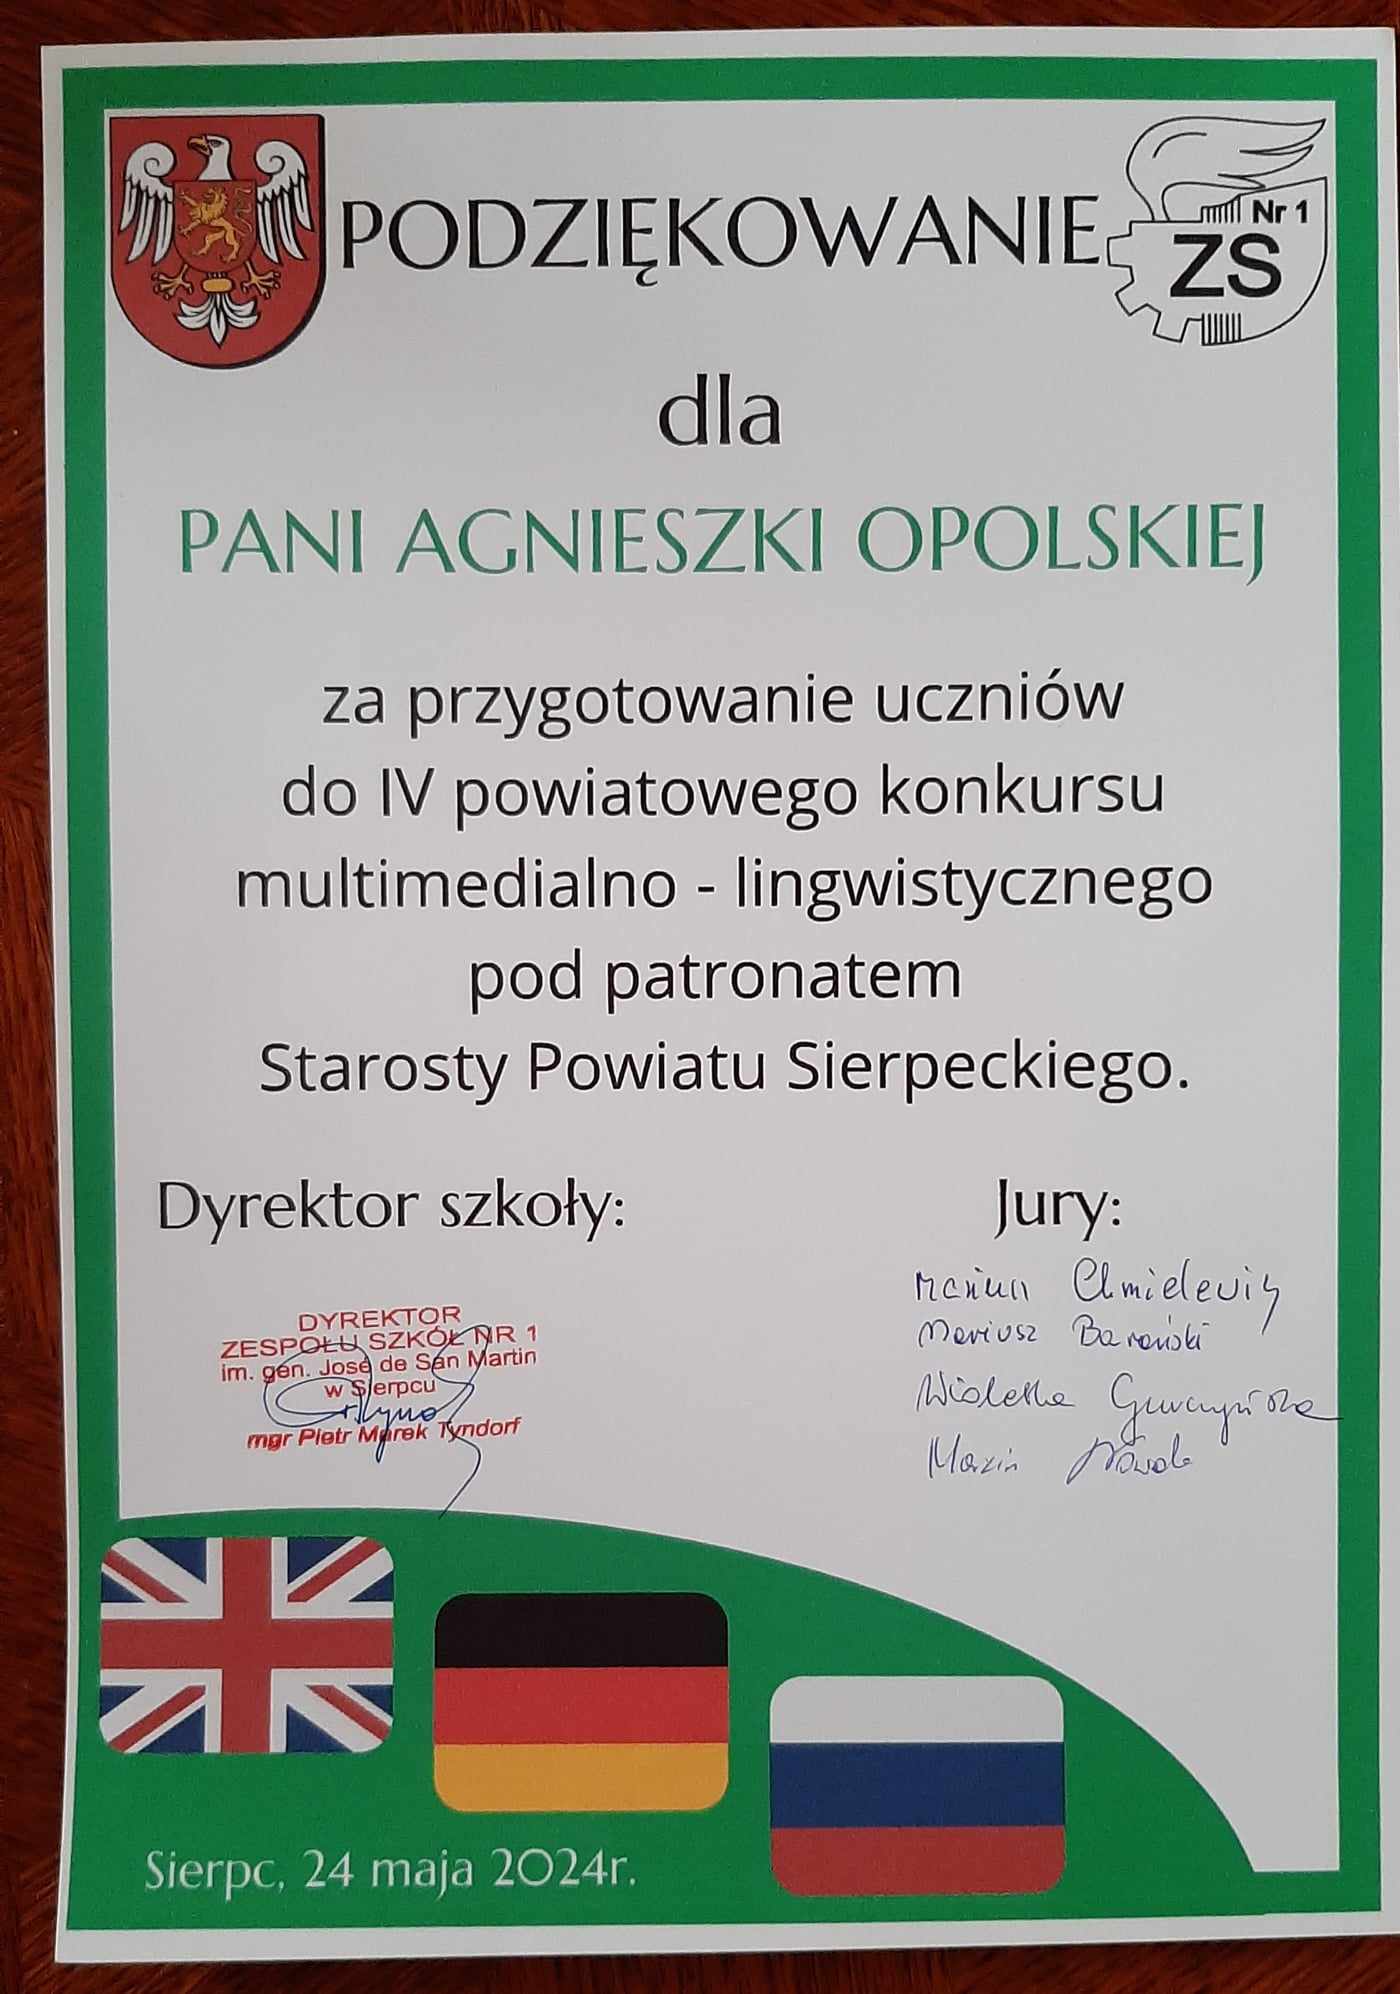 PODZIĘKOWANIE
Nr 1
ZS
dla
PANI AGNIESZKI OPOLSKIEJ
za przygotowanie uczniów
do IV powiatowego konkursu
multimedialno - lingwistycznego
pod patronatem
Starosty Powiatu Sierpeckiego.
Dyrektor szkoły:
Jury:
DYREKTOR
ZESPOŁU SZKÓŁ NR 1
im. gen. José de San Martin
w Sierpcu
mgr Piotr Marek Tyndorf
Mariusz Barański
Wioletta
Marcin
Sierpc, 24 maja 2024r.